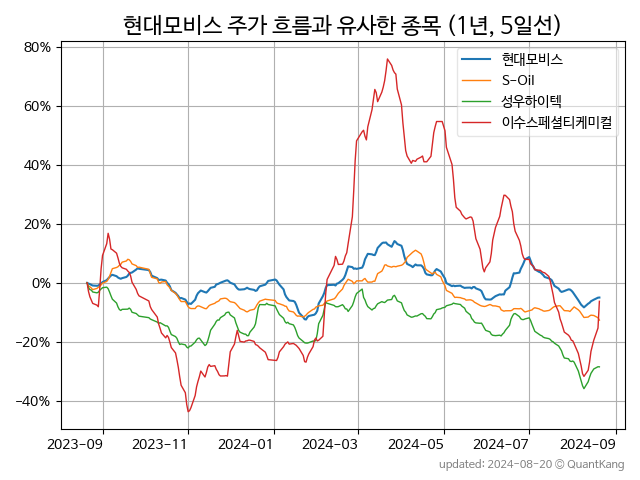 현대모비스 주가 흐름과 유사한 종목 (1년, 5일선)
현대모비스
S-Oil
성우하이텍
이수스페셜티케미컬
80%
60%
40%
20%
0%
−20%
−40%
2023-09 2023-11 2024-01 2024-03 2024-05 2024-07 2024-09
updated: 2024-08-20 © QuantKang